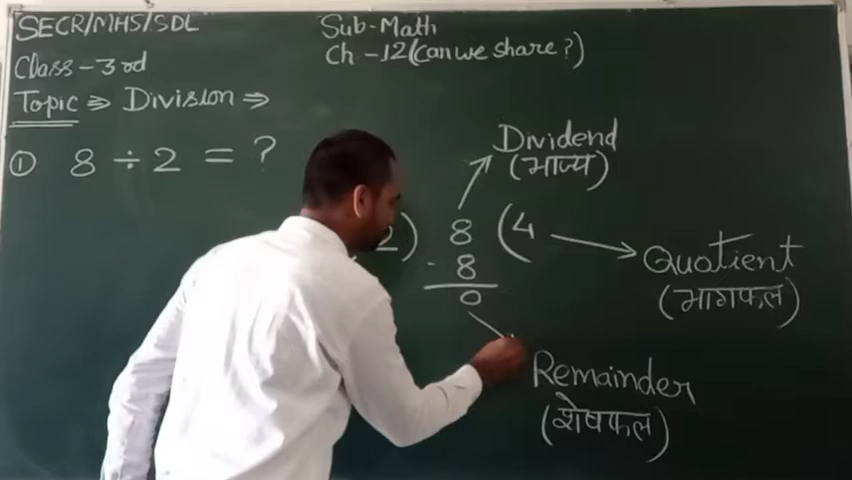 SECR/MHS/SDL
Sub-Math
Ch-12 (Can we share?)
Class-3rd
Topic ⇒ Division ⇒
① 8 ÷ 2 = ?
Dividend
(भाज्य)
2) 8 (4
- 8
0
Quotient
(भागफल)
Remainder
(शेषफल)